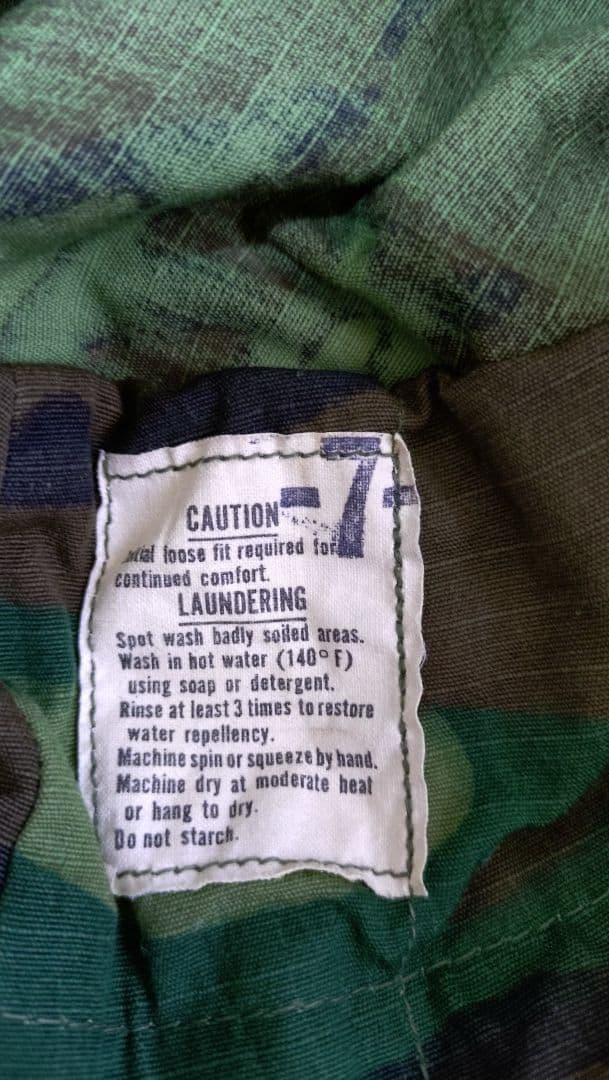 -7-
CAUTION
loose fit required for
continued comfort.
LAUNDERING
Spot wash badly soiled areas.
Wash in hot water (140° F)
using soap or detergent.
Rinse at least 3 times to restore
water repellency.
Machine spin or squeeze by hand.
Machine dry at moderate heat
or hang to dry.
Do not starch.